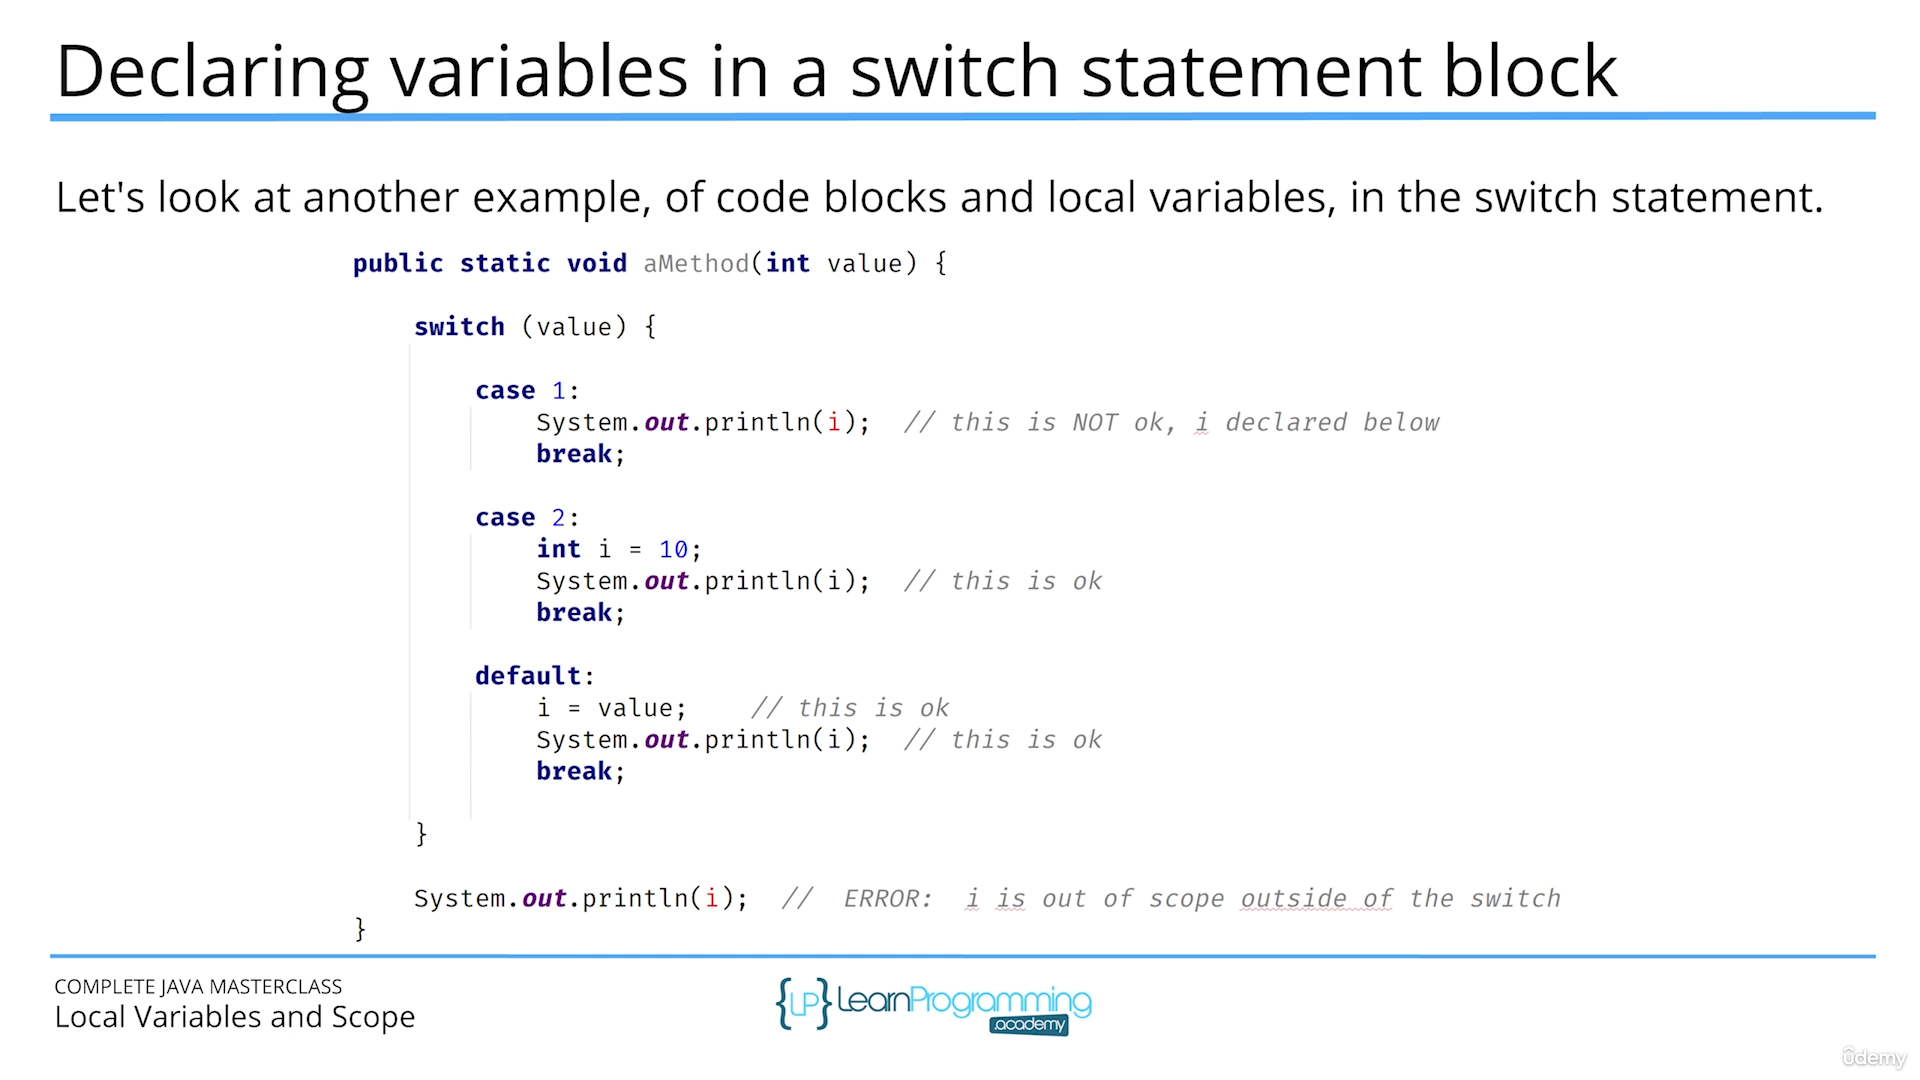 Declaring variables in a switch statement block
Let's look at another example, of code blocks and local variables, in the switch statement.
public static void aMethod(int value) {
switch (value) {
case 1:
System.out.println(i);  // this is NOT ok, i declared below
break;
case 2:
int i = 10;
System.out.println(i);  // this is ok
break;
default:
i = value;    // this is ok
System.out.println(i);  // this is ok
break;
}
System.out.println(i);  //  ERROR:  i is out of scope outside of the switch
}
COMPLETE JAVA MASTERCLASS
Local Variables and Scope
{LP}LearnProgramming
.academy
ûdemy